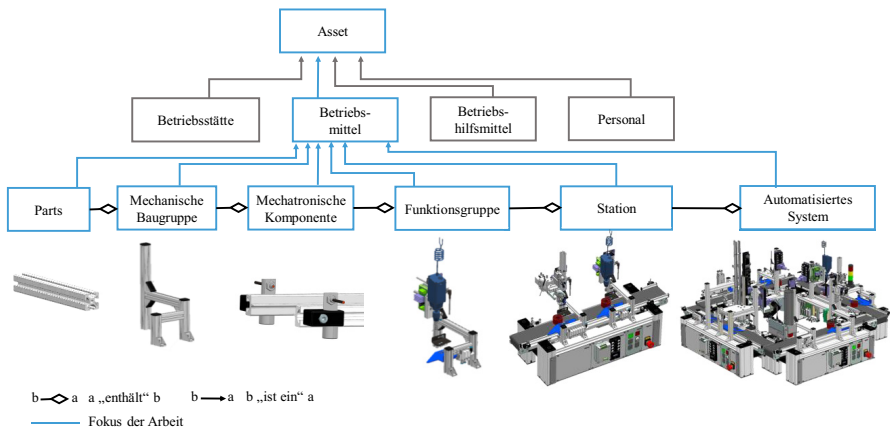 Asset
Betriebsstätte
Betriebs-
mittel
Betriebs-
hilfsmittel
Personal
Parts
Mechanische
Baugruppe
Mechatronische
Komponente
Funktionsgruppe
Station
Automatisiertes
System
b a a „enthält“ b b a b „ist ein“ a
Fokus der Arbeit